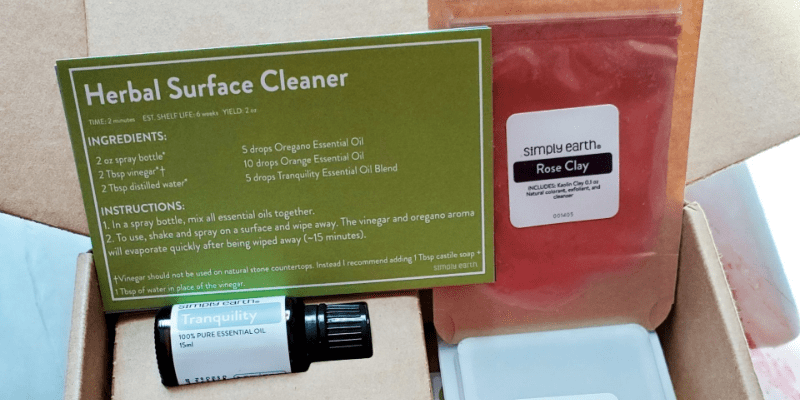 Herbal Surface Cleaner
TIME: 2 minutes EST. SHELF LIFE: 6 weeks YIELD: 2 oz
INGREDIENTS:
2 oz spray bottle*
2 Tbsp vinegar*†
2 Tbsp distilled water*
5 drops Oregano Essential Oil
10 drops Orange Essential Oil
5 drops Tranquility Essential Oil Blend
INSTRUCTIONS:
1. In a spray bottle, mix all essential oils together.
2. To use, shake and spray on a surface and wipe away. The vinegar and oregano aroma
will evaporate quickly after being wiped away (~15 minutes).
†Vinegar should not be used on natural stone countertops. Instead I recommend adding 1 Tbsp castile soap +
1 Tbsp of water in place of the vinegar.
simply earth.
simply earth®
Rose Clay
INCLUDES: Kaolin Clay 0.1 oz
Natural colorant, exfoliant, and
cleanser
simply earth®
Tranquility
100% PURE ESSENTIAL OIL
15ml